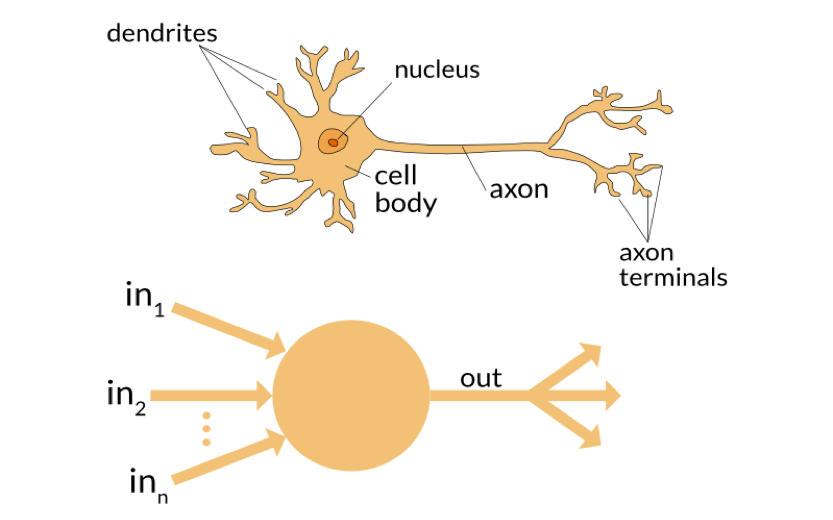 dendrites
nucleus
cell
body
axon
axon
terminals
in₁
in₂
inₙ
out